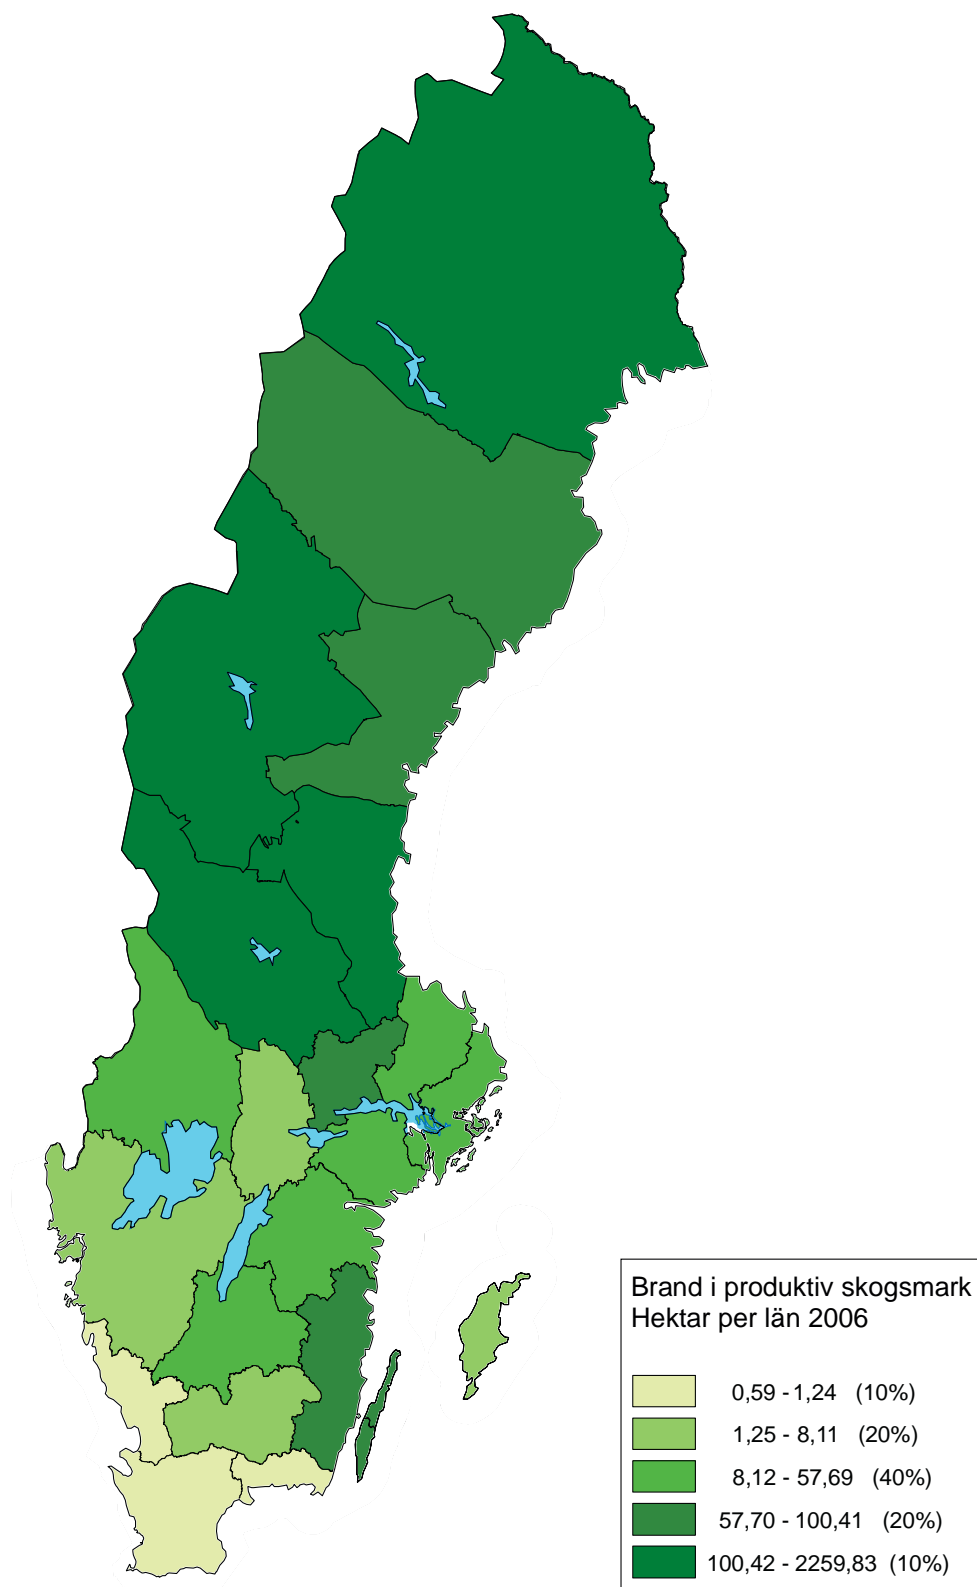 Brand i produktiv skogsmark
Hektar per län 2006
0,59 - 1,24 (10%)
1,25 - 8,11 (20%)
8,12 - 57,69 (40%)
57,70 - 100,41 (20%)
100,42 - 2259,83 (10%)